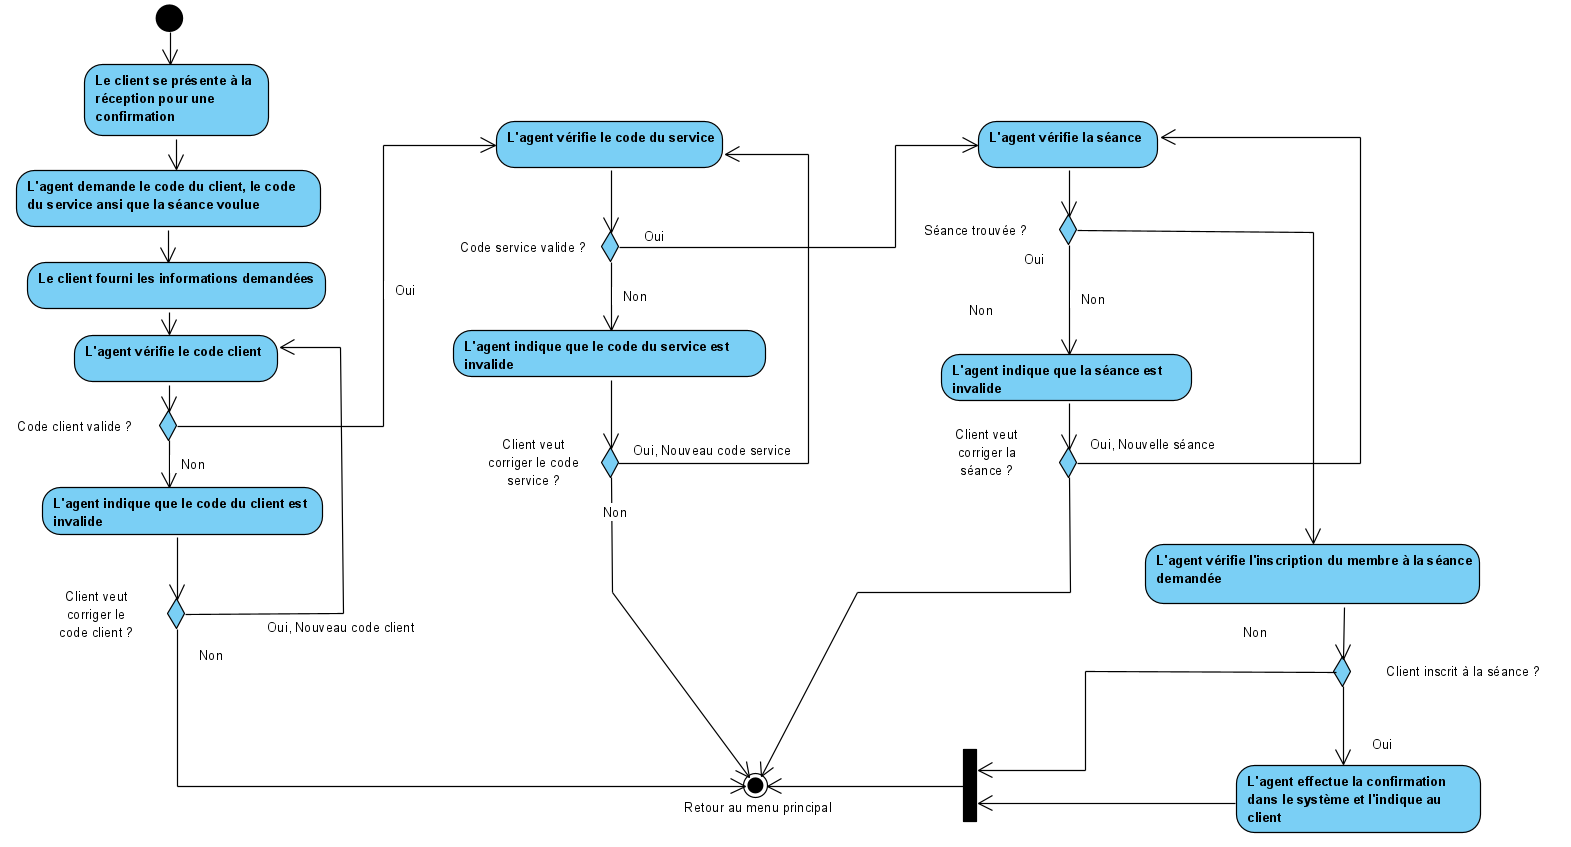 Le client se présente à la
réception pour une
confirmation
L'agent demande le code du client, le code
du service ansi que la séance voulue
Le client fourni les informations demandées
L'agent vérifie le code client
Code client valide ?
Oui
Non
L'agent indique que le code du client est
invalide
Client veut
corriger le
code client ?
Oui, Nouveau code client
Non
L'agent vérifie le code du service
Code service valide ?
Oui
Non
L'agent indique que le code du service est
invalide
Client veut
corriger le code
service ?
Oui, Nouveau code service
Non
L'agent vérifie la séance
Séance trouvée ?
Oui
Non
Non
L'agent indique que la séance est
invalide
Client veut
corriger la
séance ?
Oui, Nouvelle séance
L'agent vérifie l'inscription du membre à la séance
demandée
Non
Client inscrit à la séance ?
Oui
L'agent effectue la confirmation
dans le système et l'indique au
client
Retour au menu principal